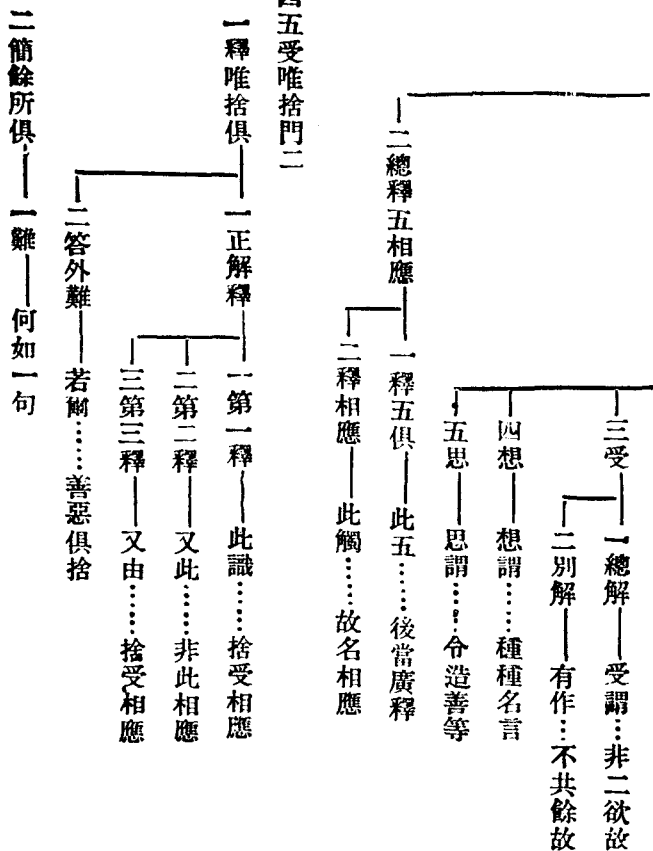 三受
一總解
受謂…非二欲故
二別解
有作…不共餘故
四想
想謂……種種名言
五思
思謂……令造善等
二總釋五相應
一釋五俱
此五……後當廣釋
二釋相應
此觸……故名相應
四五受唯捨門二
一釋唯捨俱
一正解釋
一第一釋
此識……捨受相應
二第二釋
又此……非此相應
三第三釋
又由……捨受相應
二答外難
若爾……善惡俱捨
二簡餘所俱
一難
何如一句